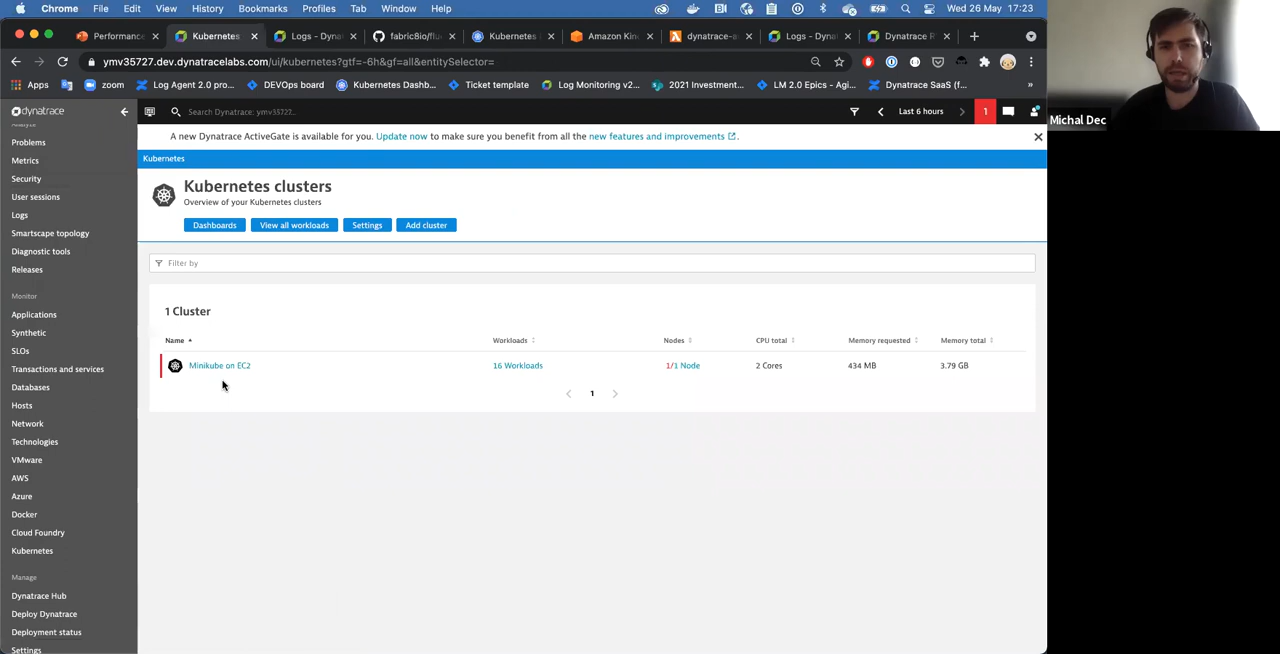 Chrome File Edit View History Bookmarks Profiles Tab Window Help Wed 26 May 17:23
Performance Kubernetes Logs - Dyna fabric8io/flu Kubernetes Amazon Kin dynatrace-a Logs - Dyna Dynatrace R
ymv35727.dev.dynatracelabs.com/ui/kubernetes?gtf=-6h&gf=all&entitySelector=
Apps zoom Log Agent 2.0 pro... DEVOps board Kubernetes Dashb... Ticket template Log Monitoring v2... 2021 Investment... LM 2.0 Epics - Agi... Dynatrace SaaS (f... »
dynatrace
Search Dynatrace: ymv35727...
Last 6 hours
1
Michal Dec
A new Dynatrace ActiveGate is available for you. Update now to make sure you benefit from all the new features and improvements .
Analyze
Problems
Metrics
Security
User sessions
Logs
Smartscape topology
Diagnostic tools
Releases
Monitor
Applications
Synthetic
SLOs
Transactions and services
Databases
Hosts
Network
Technologies
VMware
AWS
Azure
Docker
Cloud Foundry
Kubernetes
Manage
Dynatrace Hub
Deploy Dynatrace
Deployment status
Settings
Kubernetes
Kubernetes clusters
Overview of your Kubernetes clusters
Dashboards View all workloads Settings Add cluster
Filter by
1 Cluster
Name Workloads Nodes CPU total Memory requested Memory total
Minikube on EC2 16 Workloads 1/1 Node 2 Cores 434 MB 3.79 GB
1